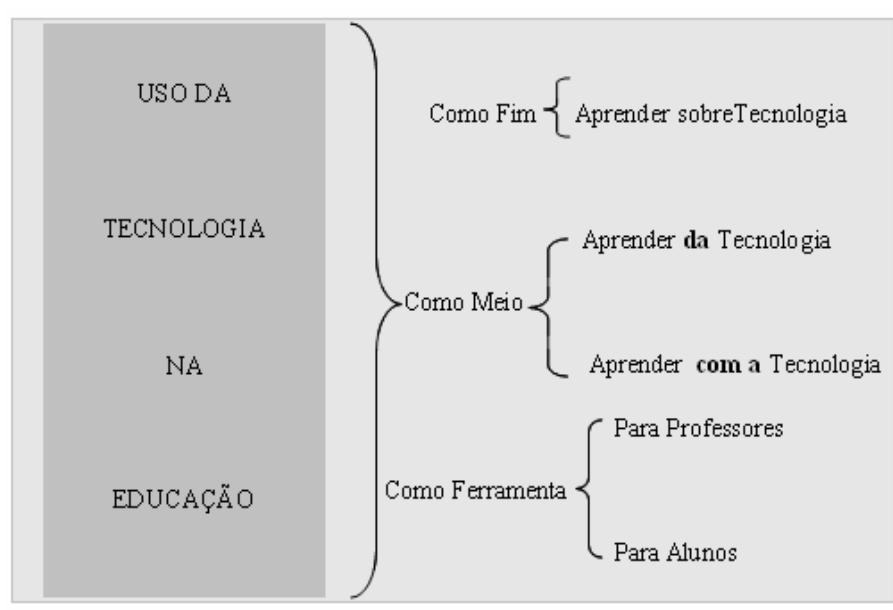 USO DA
TECNOLOGIA
NA
EDUCAÇÃO
Como Fim
Aprender sobreTecnologia
Como Meio
Aprender da Tecnologia
Aprender com a Tecnologia
Como Ferramenta
Para Professores
Para Alunos